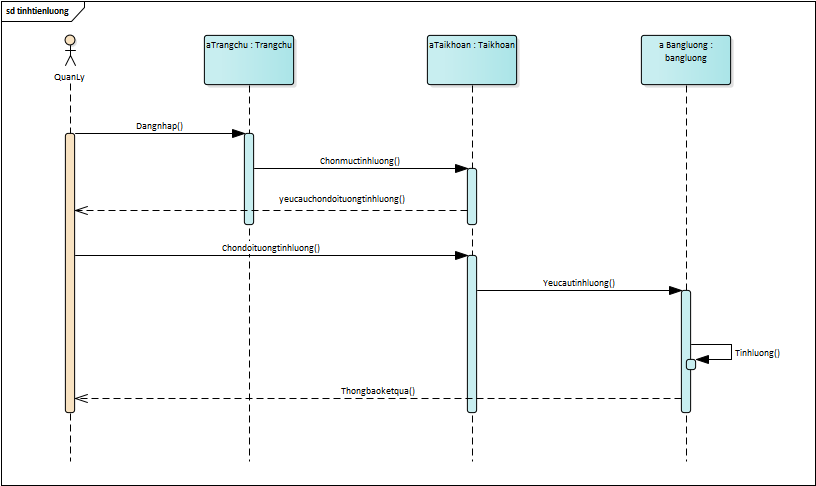 sd tinhtienluong
aTrangchu : Trangchu
aTaikhoan : Taikhoan
a Bangluong :
bangluong
QuanLy
Dangnhap()
Chonmuctinhluong()
yeucauchondoituongtinhluong()
Chondoituongtinhluong()
Yeucautinhluong()
Tinhluong()
Thongbaoketqua()